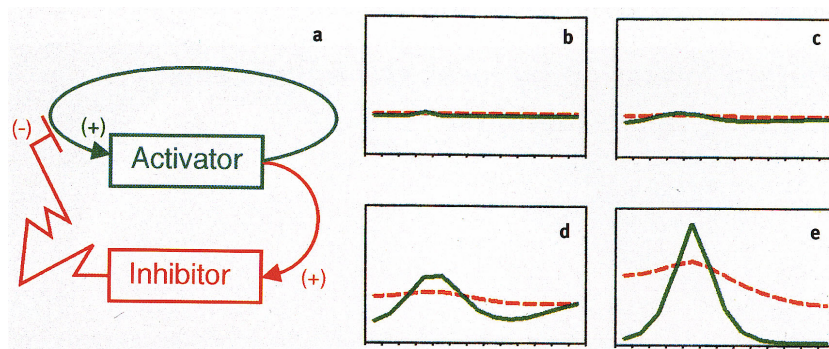 a
(-)
(+)
Activator
Inhibitor
(+)
b
c
d
e